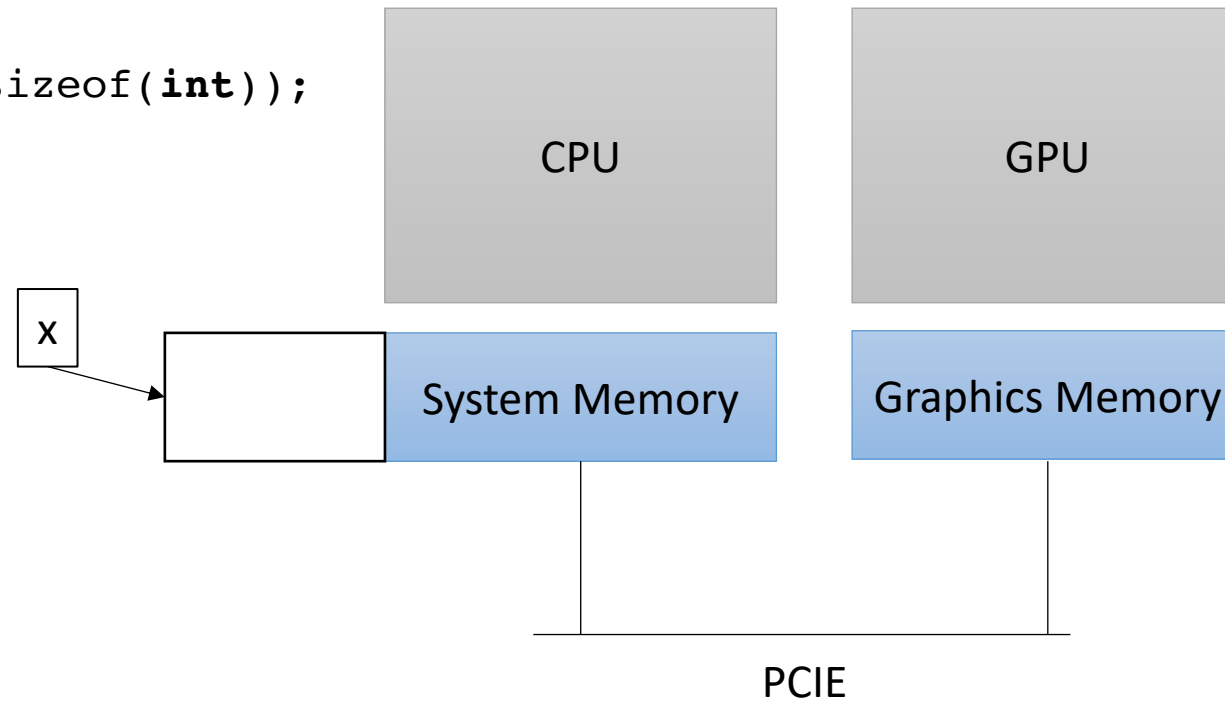 sizeof(int));
CPU
GPU
x
System Memory
Graphics Memory
PCIE